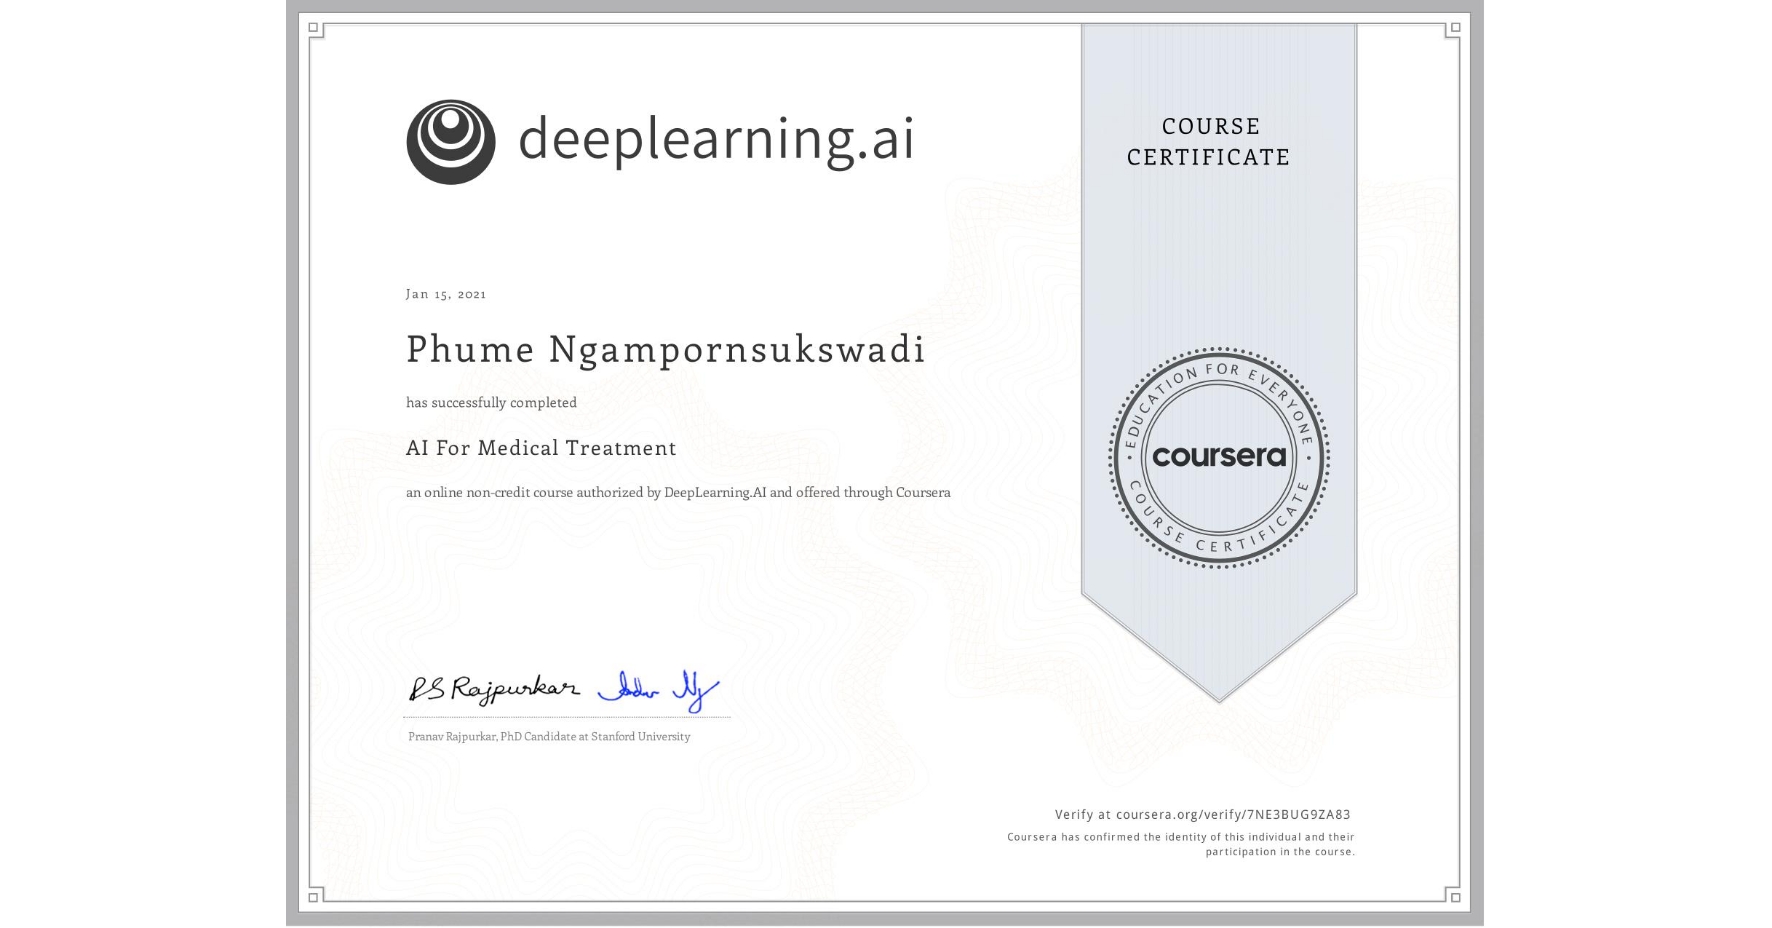 deeplearning.ai
COURSE
CERTIFICATE
Jan 15, 2021
Phume Ngampornsukswadi
has successfully completed
AI For Medical Treatment
an online non-credit course authorized by DeepLearning.AI and offered through Coursera
EDUCATION FOR EVERYONE
coursera
COURSE CERTIFICATE
PS Rajpurkar
Pranav Rajpurkar, PhD Candidate at Stanford University
Verify at coursera.org/verify/7NE3BUG9ZA83
Coursera has confirmed the identity of this individual and their
participation in the course.